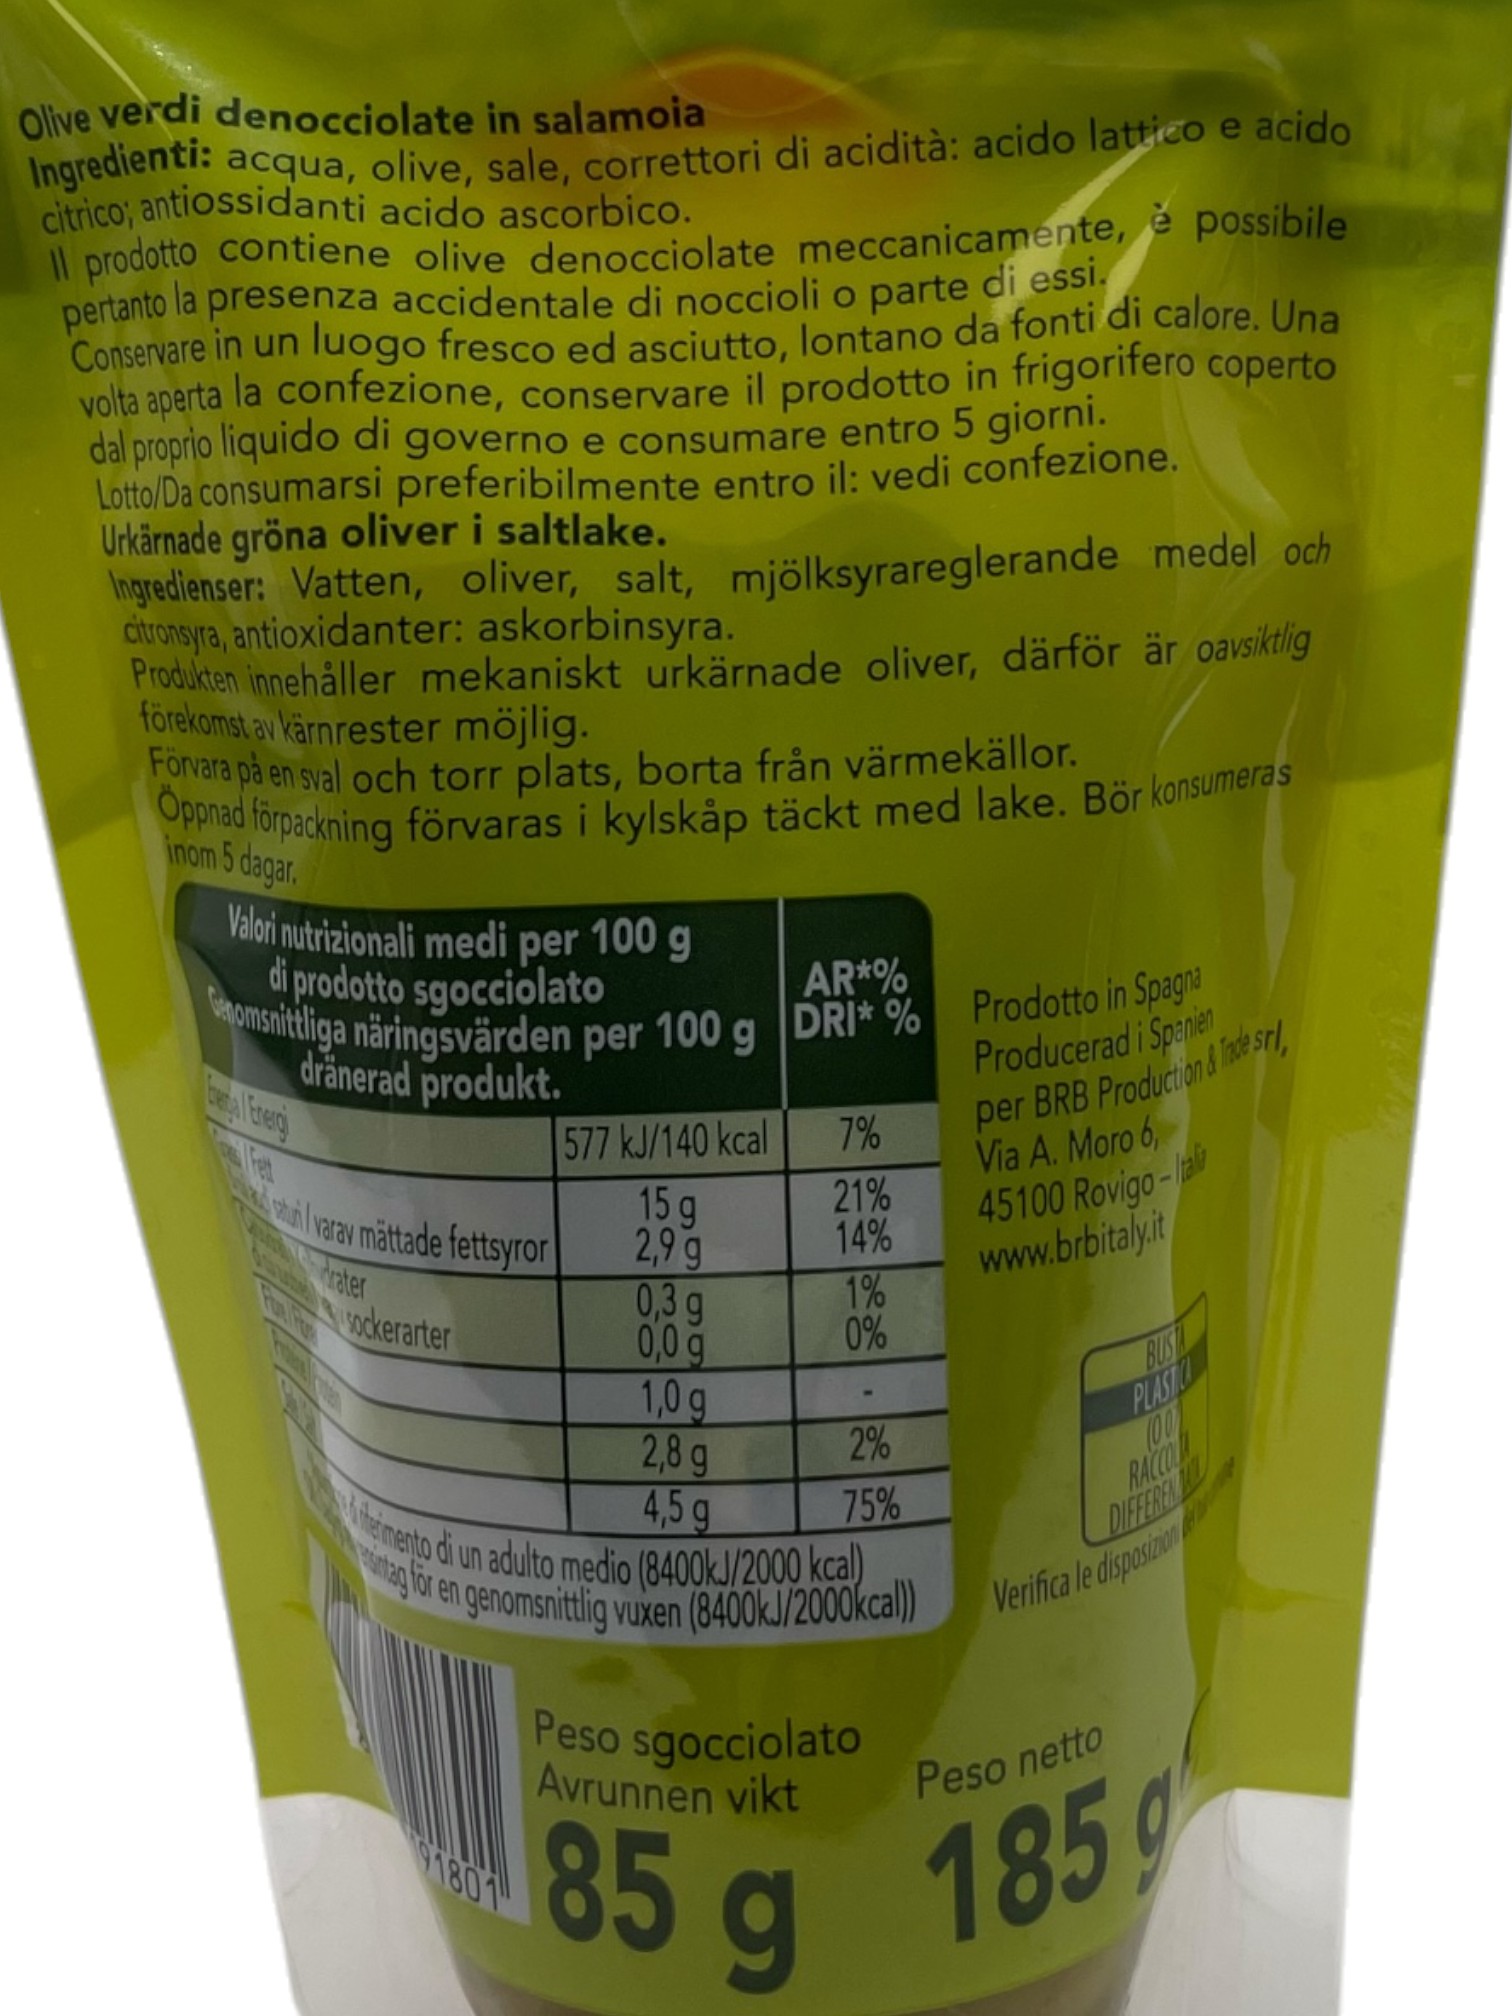 Olive verdi denocciolate in salamoia
Ingredienti: acqua, olive, sale, correttori di acidità: acido lattico e acido
citrico; antiossidanti acido ascorbico.
Il prodotto contiene olive denocciolate meccanicamente, è possibile
pertanto la presenza accidentale di noccioli o parte di essi.
Conservare in un luogo fresco ed asciutto, lontano da fonti di calore. Una
volta aperta la confezione, conservare il prodotto in frigorifero coperto
dal proprio liquido di governo e consumare entro 5 giorni.
Lotto/Da consumarsi preferibilmente entro il: vedi confezione.
Urkärnade gröna oliver i saltlake.
Ingredienser: Vatten, oliver, salt, mjölksyrareglerande medel och
citronsyra, antioxidanter: askorbinsyra.
Produkten innehåller mekaniskt urkärnade oliver, därför är oavsiktlig
förekomst av kärnrester möjlig.
Förvara på en sval och torr plats, borta från värmekällor.
Öppnad förpackning förvaras i kylskåp täckt med lake. Bör konsumeras
inom 5 dagar.
Valori nutrizionali medi per 100 g
di prodotto sgocciolato
Genomsnittliga näringsvärden per 100 g
dränerad produkt.
AR*%
DRI* %
Energia / Energi 577 kJ/140 kcal 7%
/ Fett 15 g 21%
saturi / varav mättade fettsyror 2,9 g 14%
0,3 g 1%
sockerarter 0,0 g 0%
Fibre / 1,0 g -
2,8 g 2%
4,5 g 75%
di riferimento di un adulto medio (8400kJ/2000 kcal)
för en genomsnittlig vuxen (8400kJ/2000kcal))
Prodotto in Spagna
Producerad i Spanien
per BRB Production & Trade srl,
Via A. Moro 6,
45100 Rovigo - Italia
www.brbitaly.it
BUSTA
PLASTICA
RACCOLTA
DIFFERENZIATA
Verifica le disposizioni
91801
Peso sgocciolato
Avrunnen vikt
85 g
Peso netto
185 g